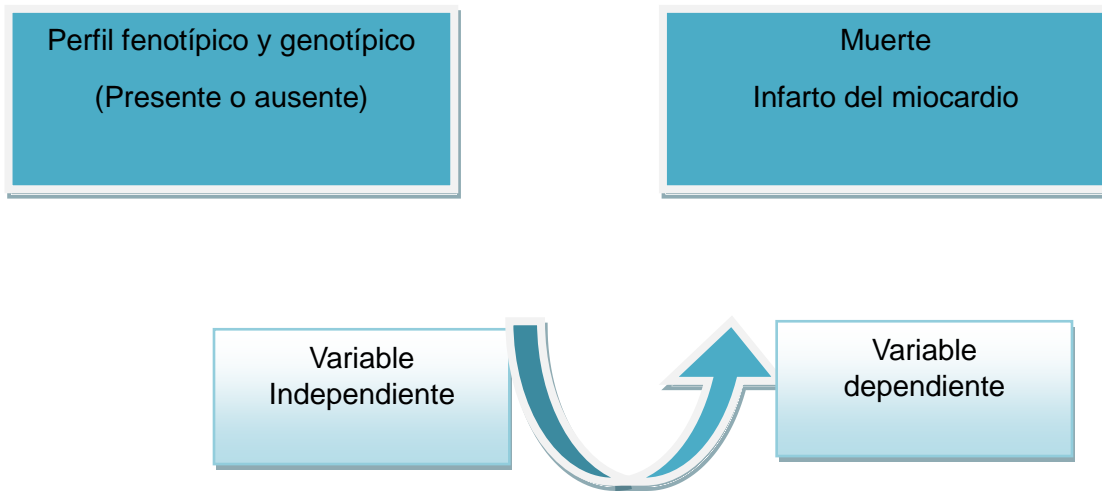 Perfil fenotípico y genotípico
(Presente o ausente)
Muerte
Infarto del miocardio
Variable
Independiente
Variable
dependiente